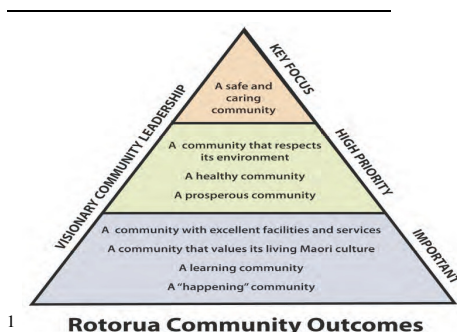 VISIONARY COMMUNITY LEADERSHIP
KEY FOCUS
A safe and
caring
community
HIGH PRIORITY
A community that respects
its environment
A healthy community
A prosperous community
IMPORTANT
A community with excellent facilities and services
A community that values its living Maori culture
A learning community
A "happening" community
1
Rotorua Community Outcomes